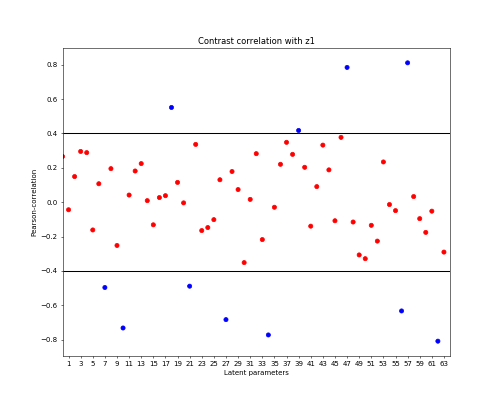 Contrast correlation with z1
0.8
0.6
0.4
0.2
0.0
−0.2
−0.4
−0.6
−0.8
Pearson-correlation
1 3 5 7 9 11 13 15 17 19 21 23 25 27 29 31 33 35 37 39 41 43 45 47 49 51 53 55 57 59 61 63
Latent parameters